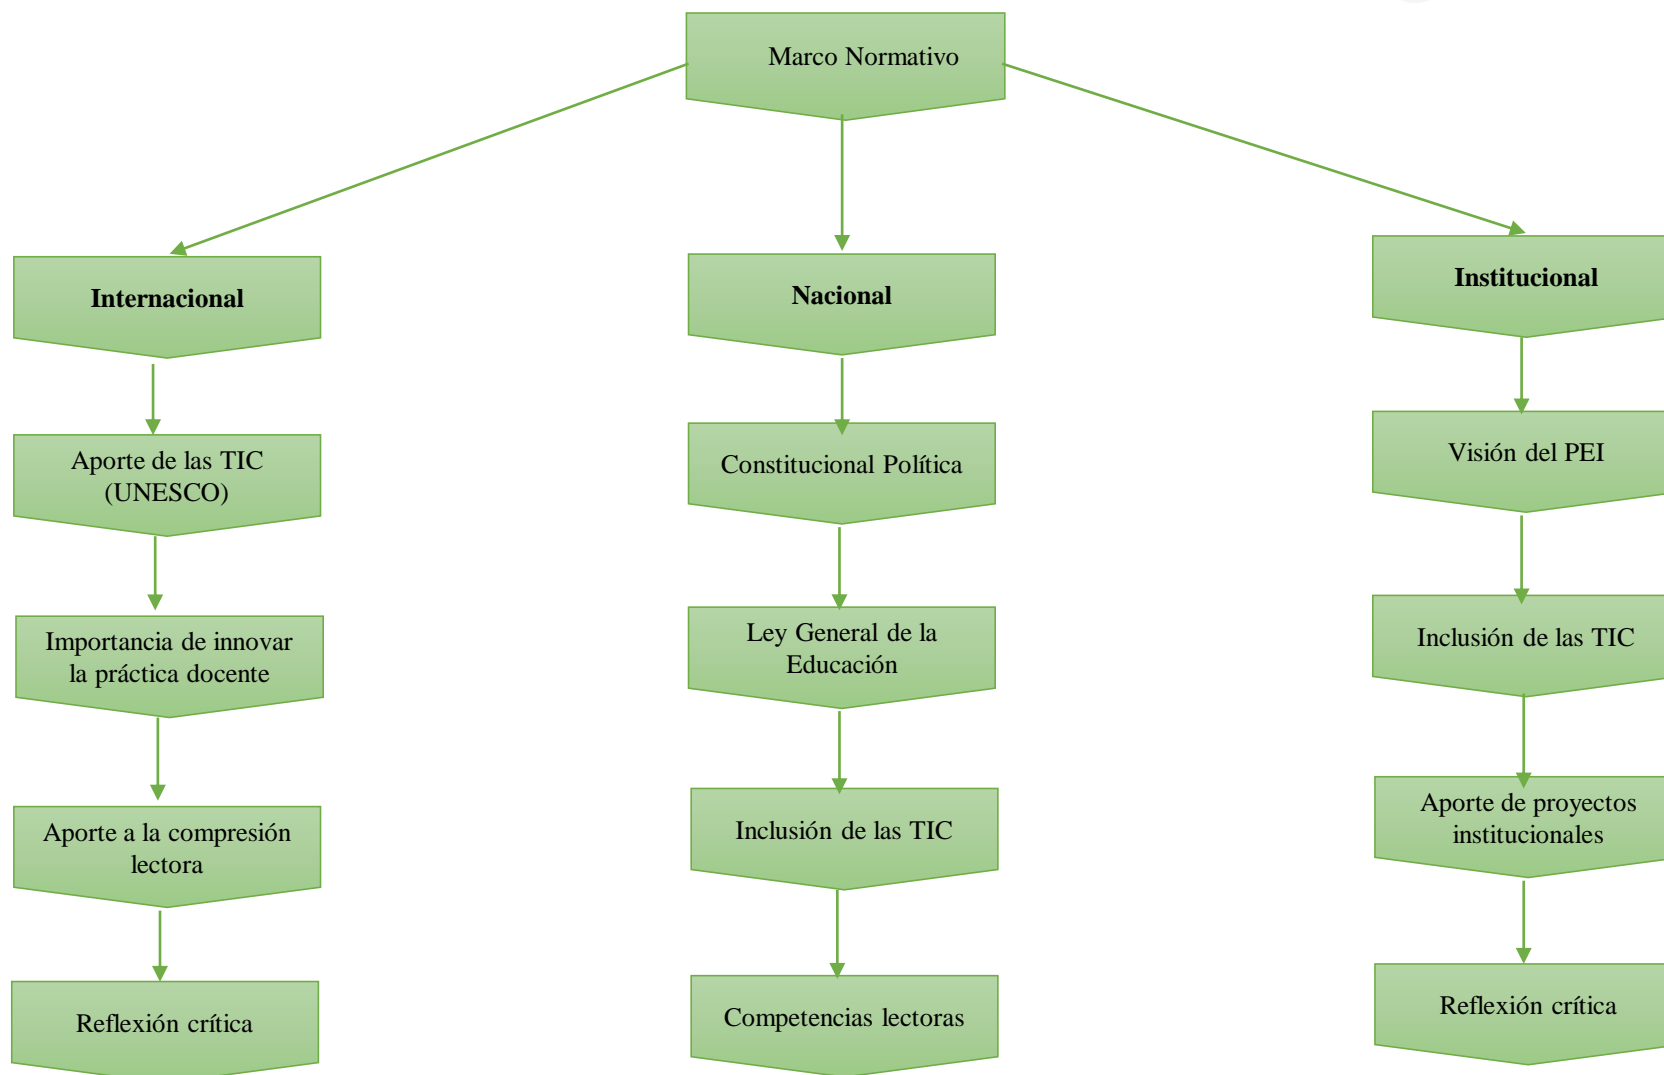 Marco Normativo
Internacional
Aporte de las TIC
(UNESCO)
Importancia de innovar
la práctica docente
Aporte a la compresión
lectora
Reflexión crítica
Nacional
Constitucional Política
Ley General de la
Educación
Inclusión de las TIC
Competencias lectoras
Institucional
Visión del PEI
Inclusión de las TIC
Aporte de proyectos
institucionales
Reflexión crítica